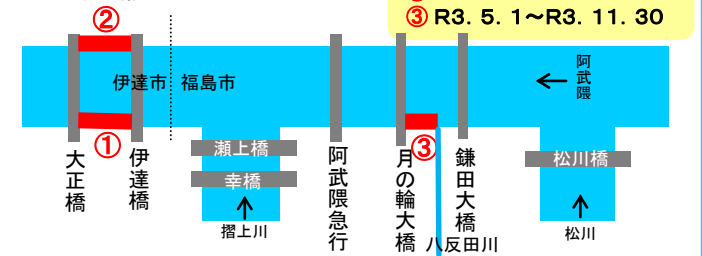 ②
③ R3. 5. 1～R3. 11. 30
伊達市
福島市
阿武隈
①
③
大正橋
伊達橋
瀬上橋
幸橋
摺上川
阿武隈急行
月の輪大橋
八反田川
鎌田大橋
松川橋
松川